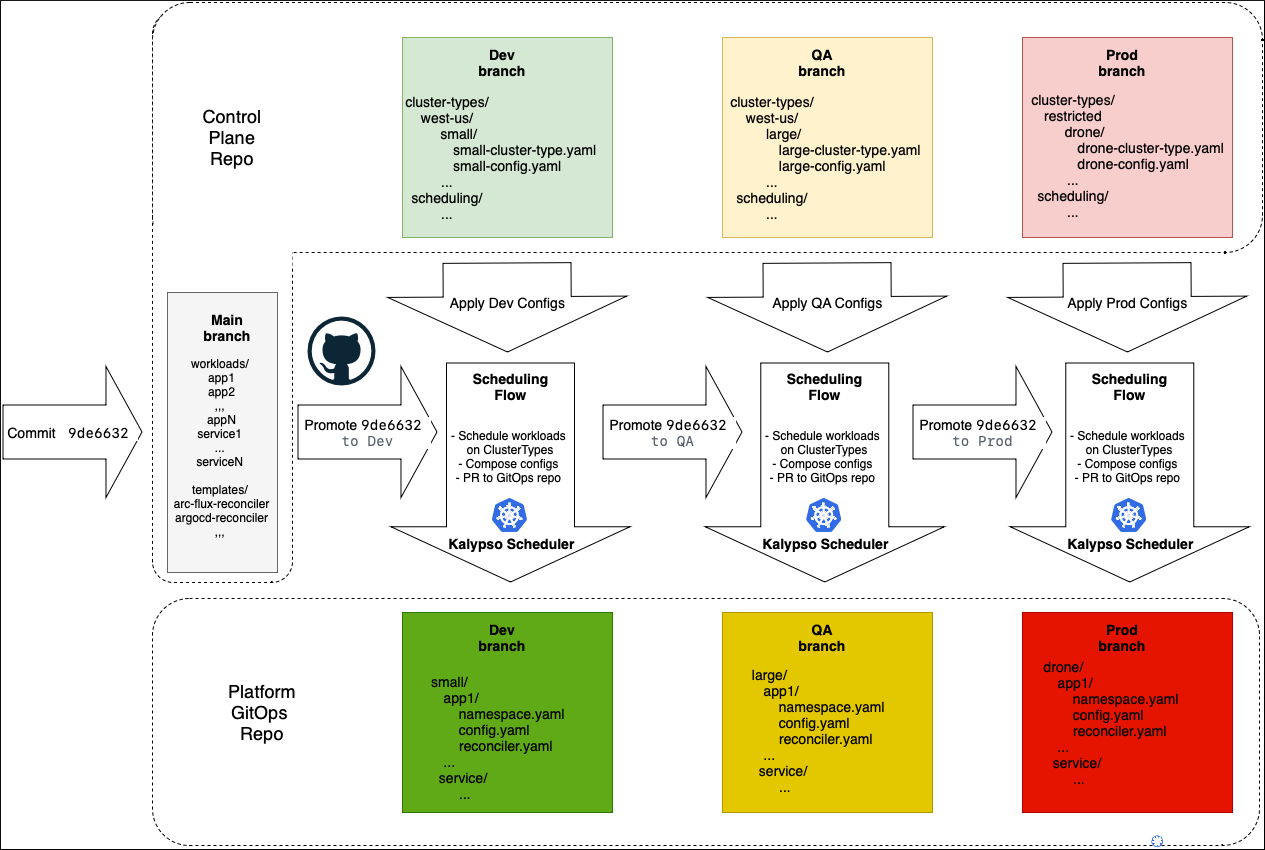 Control
Plane
Repo
Dev
branch
cluster-types/
west-us/
small/
small-cluster-type.yaml
small-config.yaml
...
scheduling/
...
QA
branch
cluster-types/
west-us/
large/
large-cluster-type.yaml
large-config.yaml
...
scheduling/
...
Prod
branch
cluster-types/
restricted
drone/
drone-cluster-type.yaml
drone-config.yaml
...
scheduling/
...
Apply Dev Configs
Apply QA Configs
Apply Prod Configs
Commit 9de6632
Main
branch
workloads/
app1
app2
,,,
appN
service1
...
serviceN
templates/
arc-flux-reconciler
argocd-reconciler
,,,
Promote 9de6632
to Dev
Scheduling
Flow
- Schedule workloads
on ClusterTypes
- Compose configs
- PR to GitOps repo
Kalypso Scheduler
Promote 9de6632
to QA
Scheduling
Flow
- Schedule workloads
on ClusterTypes
- Compose configs
- PR to GitOps repo
Kalypso Scheduler
Promote 9de6632
to Prod
Scheduling
Flow
- Schedule workloads
on ClusterTypes
- Compose configs
- PR to GitOps repo
Kalypso Scheduler
Platform
GitOps
Repo
Dev
branch
small/
app1/
namespace.yaml
config.yaml
reconciler.yaml
...
service/
...
QA
branch
large/
app1/
namespace.yaml
config.yaml
reconciler.yaml
...
service/
...
Prod
branch
drone/
app1/
namespace.yaml
config.yaml
reconciler.yaml
...
service/
...